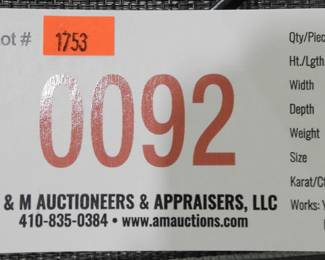 ot # 1753
0092
& M AUCTIONEERS & APPRAISERS, LLC
410-835-0384 • www.amauctions.com
Qty/Piec
Ht./Lgth
Width
Depth
Weight
Size
Karat/C
Works: Y